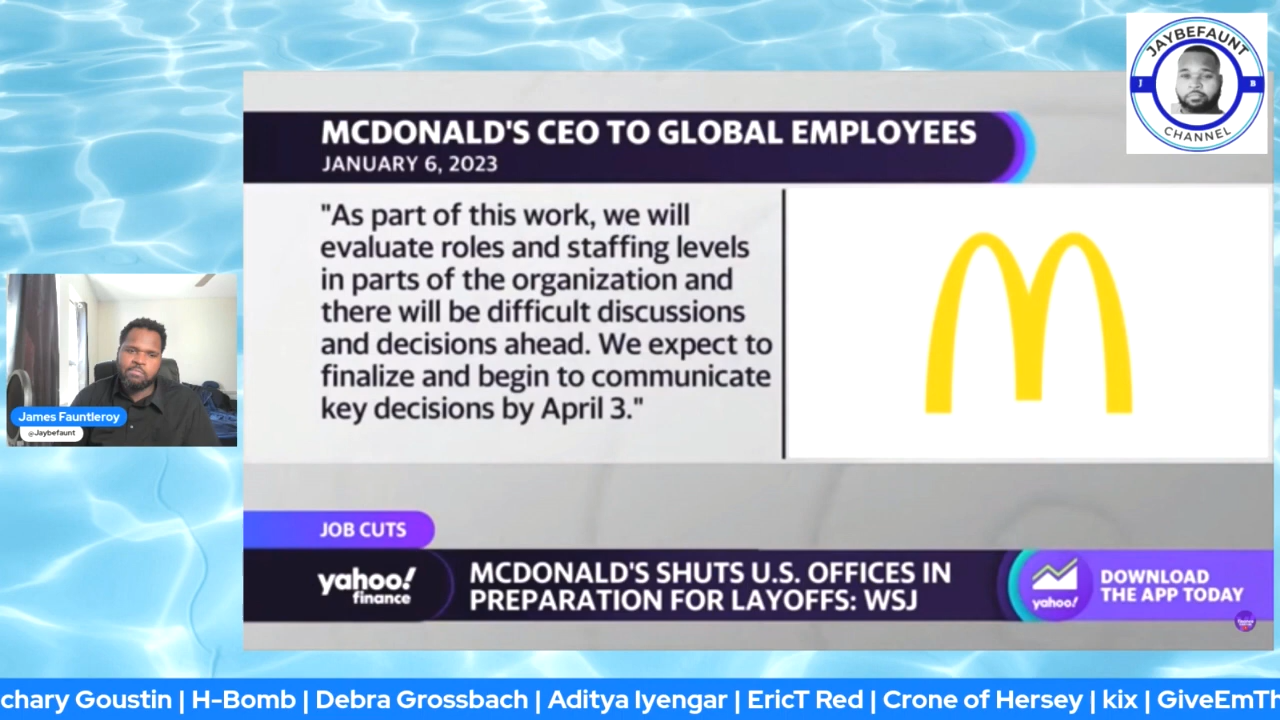 JAYBEFAUNT
J B
CHANNEL
MCDONALD'S CEO TO GLOBAL EMPLOYEES
JANUARY 6, 2023
"As part of this work, we will
evaluate roles and staffing levels
in parts of the organization and
there will be difficult discussions
and decisions ahead. We expect to
finalize and begin to communicate
key decisions by April 3."
James Fauntleroy
@Jaybefaunt
JOB CUTS
yahoo!
finance
MCDONALD'S SHUTS U.S. OFFICES IN
PREPARATION FOR LAYOFFS: WSJ
yahoo!
DOWNLOAD
THE APP TODAY
chary Goustin | H-Bomb | Debra Grossbach | Aditya Iyengar | EricT Red | Crone of Hersey | kix | GiveEmTh